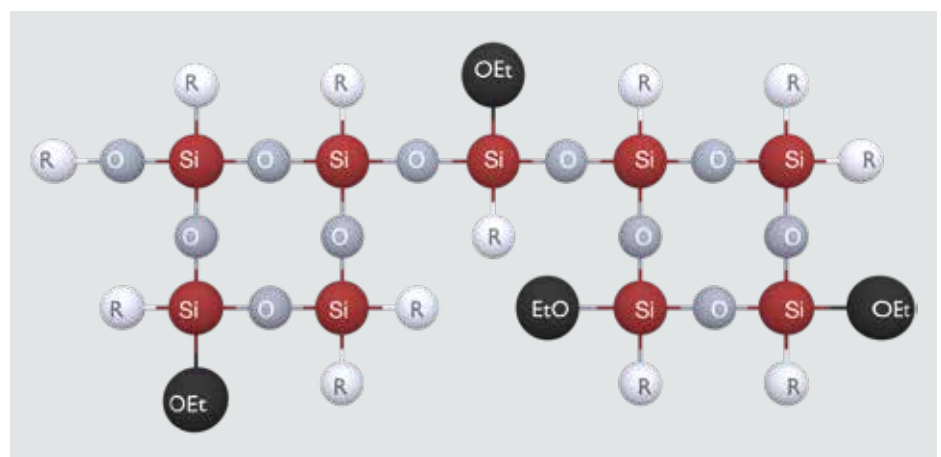 OEt
R R R R
R O Si O Si O Si O Si O Si R
O O R O O
R Si O Si R EtO Si O Si OEt
OEt R R R